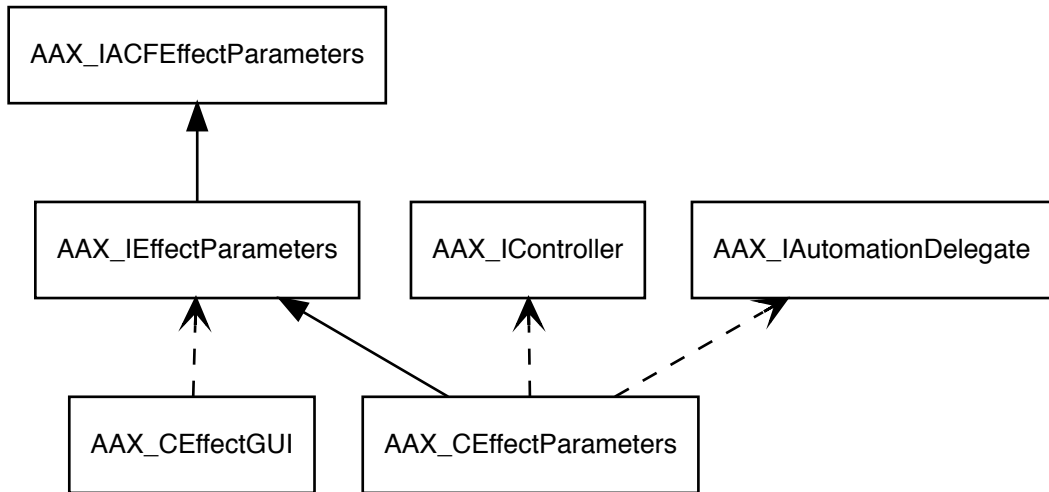 AAX_IACFEffectParameters
AAX_IEffectParameters
AAX_IController
AAX_IAutomationDelegate
AAX_CEffectGUI
AAX_CEffectParameters